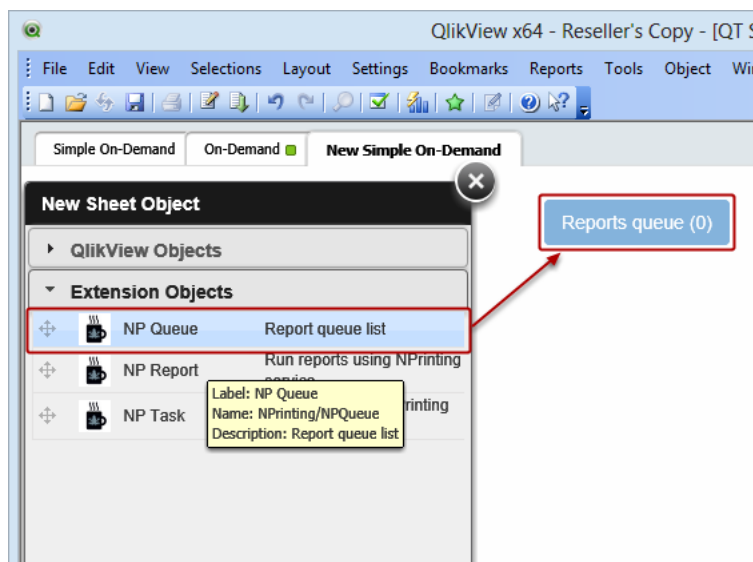 QlikView x64 - Reseller's Copy - [QT S
File Edit View Selections Layout Settings Bookmarks Reports Tools Object Wi
Simple On-Demand On-Demand New Simple On-Demand
New Sheet Object
Reports queue (0)
QlikView Objects
Extension Objects
NP Queue Report queue list
NP Report Run reports using NPrinting
NP Task
Label: NP Queue
Name: NPrinting/NPQueue
Description: Report queue list